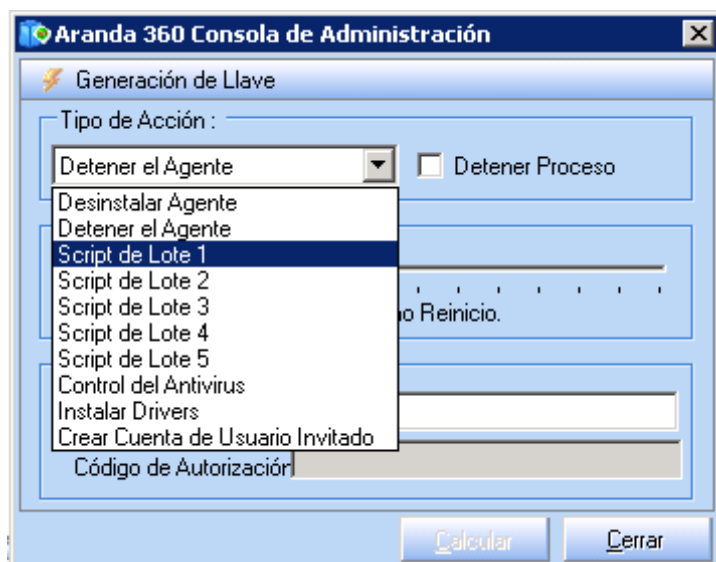 Aranda 360 Consola de Administración
Generación de Llave
Tipo de Acción :
Detener el Agente
Detener Proceso
Desinstalar Agente
Detener el Agente
Script de Lote 1
Script de Lote 2
Script de Lote 3
Script de Lote 4
Script de Lote 5
Control del Antivirus
Instalar Drivers
Crear Cuenta de Usuario Invitado
Reinicio.
Código de Autorización
Calcular
Cerrar